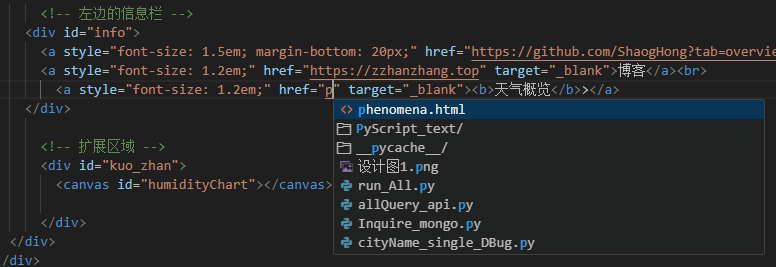 <!-- 左边的信息栏 -->
<div id="info">
<a style="font-size: 1.5em; margin-bottom: 20px;" href="https://github.com/ShaogHong?tab=overvie
<a style="font-size: 1.2em;" href="https://zzhanzhang.top" target="_blank">博客</a><br>
<a style="font-size: 1.2em;" href="p" target="_blank"><b>天气概览</b>></a>
</div>
phenomena.html
PyScript_text/
<!-- 扩展区域 -->
__pycache__/
<div id="kuo_zhan">
设计图1.png
<canvas id="humidityChart"></canvas>
run_All.py
allQuery_api.py
</div>
Inquire_mongo.py
</div>
cityName_single_DBug.py
/div>